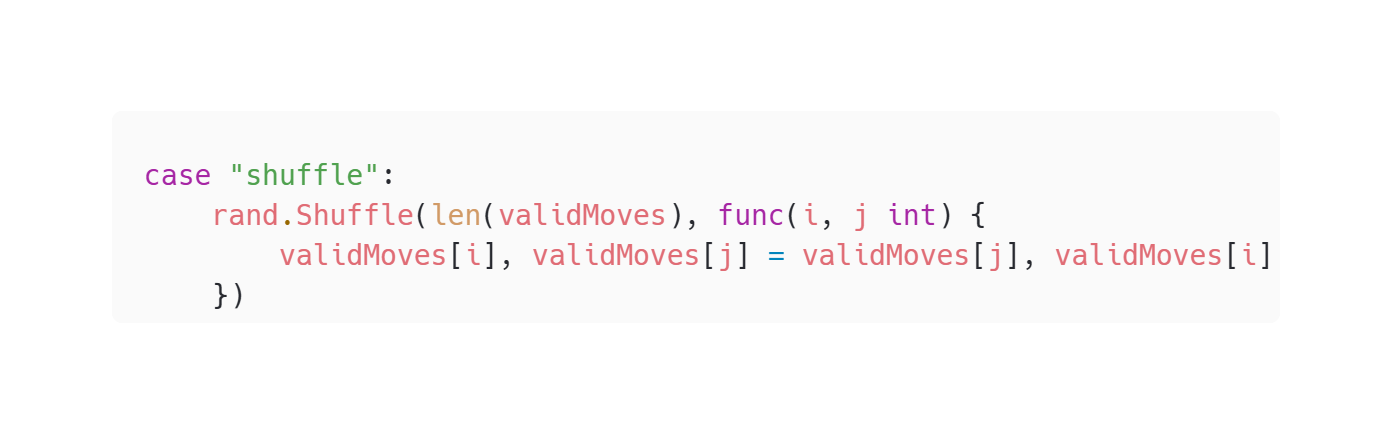 case "shuffle":
    rand.Shuffle(len(validMoves), func(i, j int) {
        validMoves[i], validMoves[j] = validMoves[j], validMoves[i]
    })